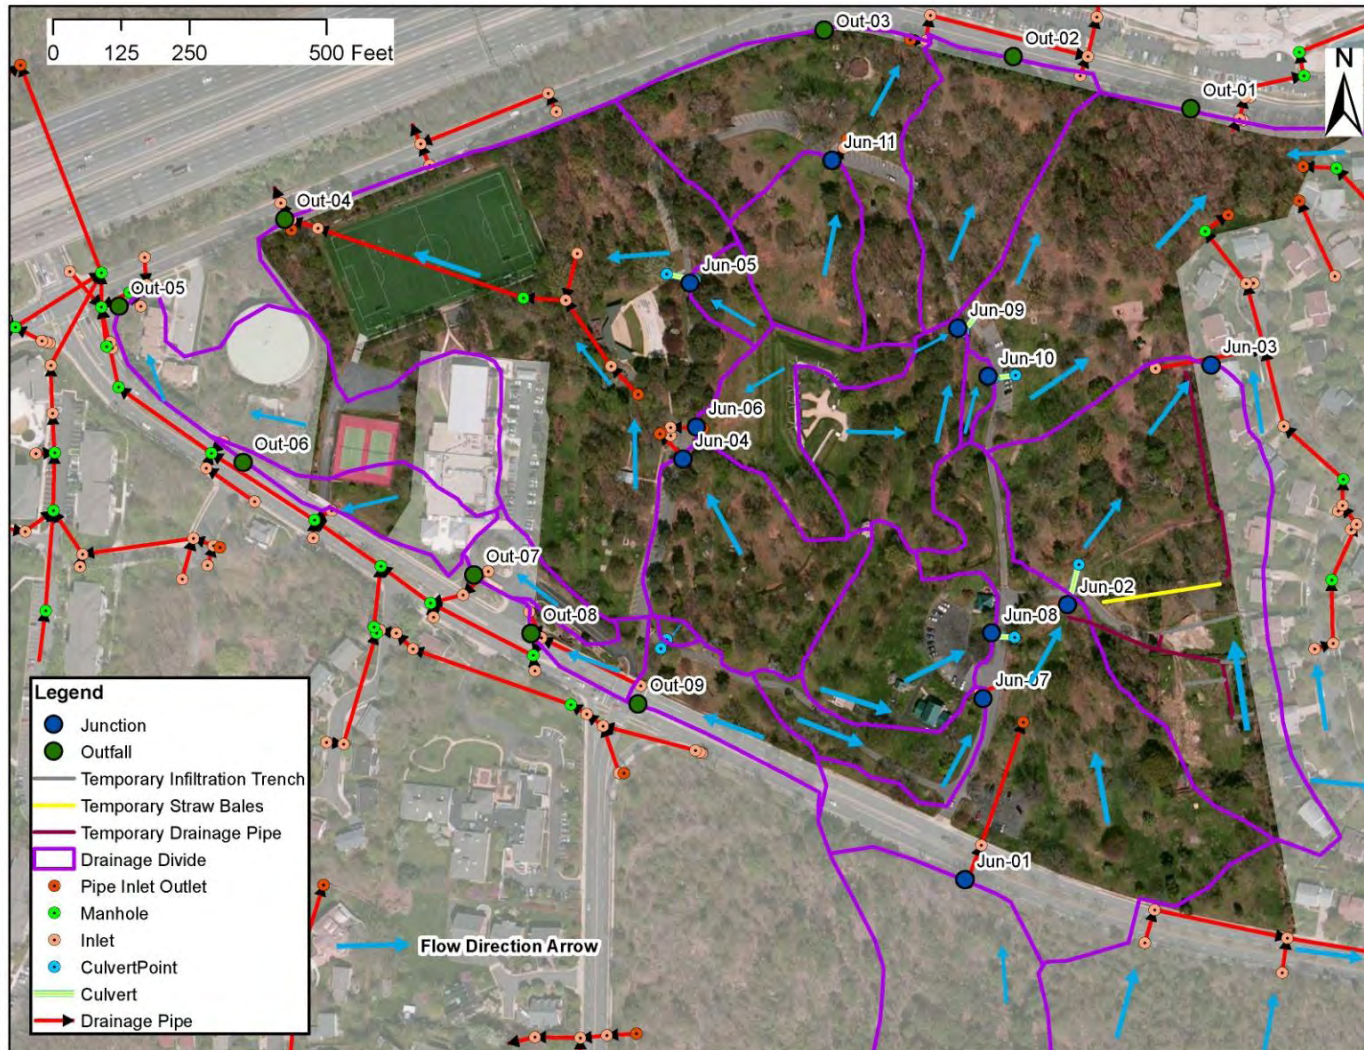 0 125 250 500 Feet
Out-03
Out-02
N
Out-01
Jun-11
Out-04
Jun-05
Out-05
Jun-09
Jun-10
Jun-03
Jun-06
Jun-04
Out-06
Out-07
Jun-02
Out-08
Jun-08
Jun-07
Out-09
Jun-01
Legend
Junction
Outfall
Temporary Infiltration Trench
Temporary Straw Bales
Temporary Drainage Pipe
Drainage Divide
Pipe Inlet Outlet
Manhole
Inlet
Flow Direction Arrow
CulvertPoint
Culvert
Drainage Pipe